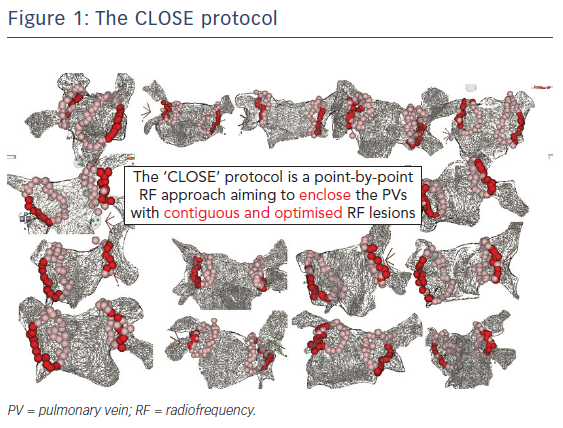 Figure 1: The CLOSE protocol
The ‘CLOSE’ protocol is a point-by-point
RF approach aiming to enclose the PVs
with contiguous and optimised RF lesions
PV = pulmonary vein; RF = radiofrequency.